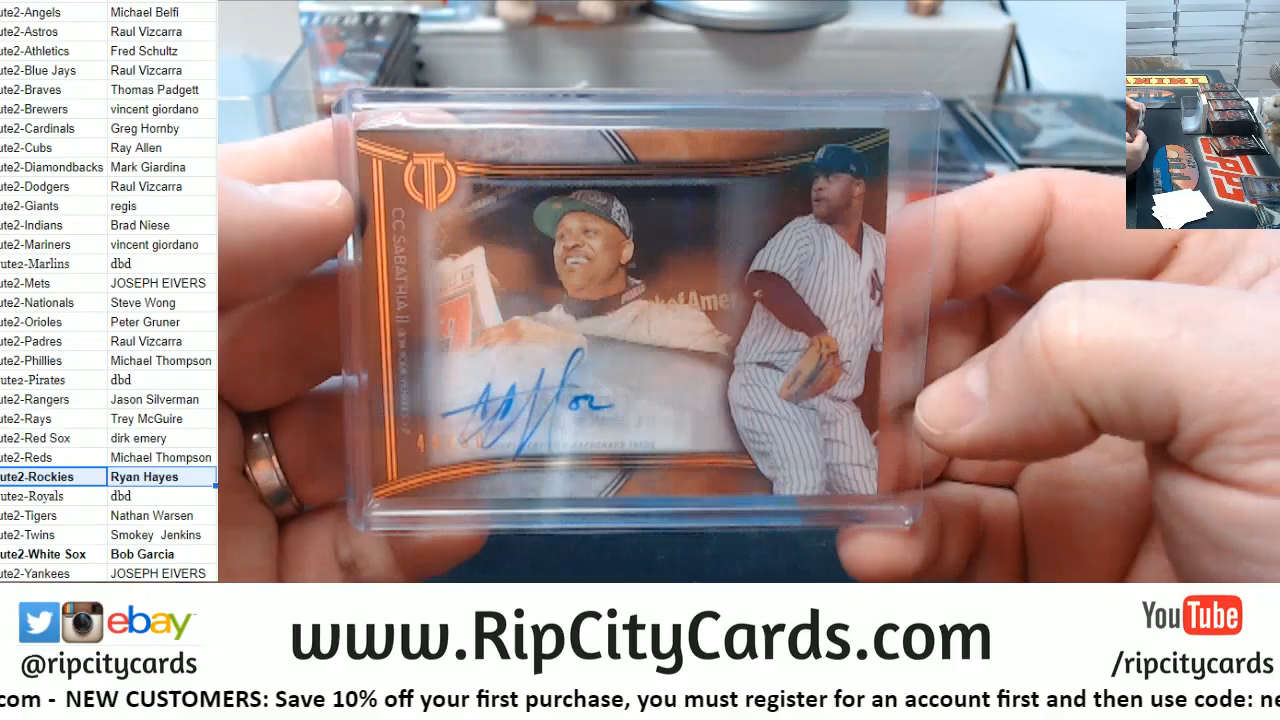 ute2-Angels Michael Belfi
ute2-Astros Raul Vizcarra
ute2-Athletics Fred Schultz
ute2-Blue Jays Raul Vizcarra
ute2-Braves Thomas Padgett
ute2-Brewers vincent giordano
ute2-Cardinals Greg Hornby
ute2-Cubs Ray Allen
ute2-Diamondbacks Mark Giardina
ute2-Dodgers Raul Vizcarra
ute2-Giants regis
ute2-Indians Brad Niese
ute2-Mariners vincent giordano
ute2-Marlins dbd
ute2-Mets JOSEPH EIVERS
ute2-Nationals Steve Wong
ute2-Orioles Peter Gruner
ute2-Padres Raul Vizcarra
ute2-Phillies Michael Thompson
ute2-Pirates dbd
ute2-Rangers Jason Silverman
ute2-Rays Trey McGuire
ute2-Red Sox dirk emery
ute2-Reds Michael Thompson
ute2-Rockies Ryan Hayes
ute2-Royals dbd
ute2-Tigers Nathan Warsen
ute2-Twins Smokey Jenkins
ute2-White Sox Bob Garcia
ute2-Yankees JOSEPH EIVERS
CC SABATHIA
PANINI
ebay
@ripcitycards
www.RipCityCards.com
YouTube
/ripcitycards
com - NEW CUSTOMERS: Save 10% off your first purchase, you must register for an account first and then use code: ne